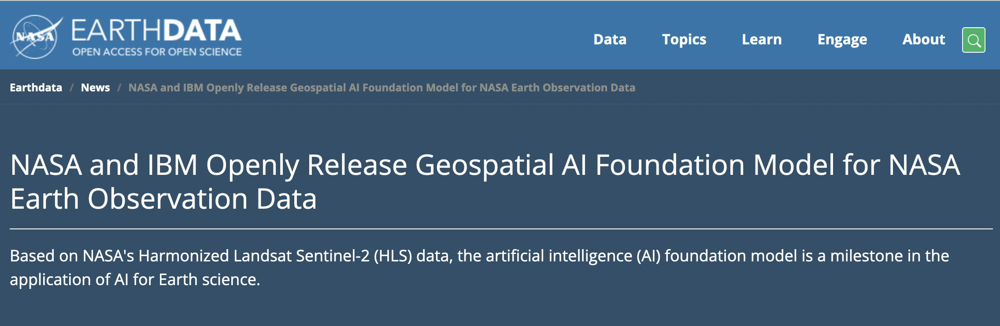 NASA
EARTHDATA
OPEN ACCESS FOR OPEN SCIENCE
Data Topics Learn Engage About
Earthdata / News / NASA and IBM Openly Release Geospatial AI Foundation Model for NASA Earth Observation Data
NASA and IBM Openly Release Geospatial AI Foundation Model for NASA
Earth Observation Data
Based on NASA's Harmonized Landsat Sentinel-2 (HLS) data, the artificial intelligence (AI) foundation model is a milestone in the
application of AI for Earth science.